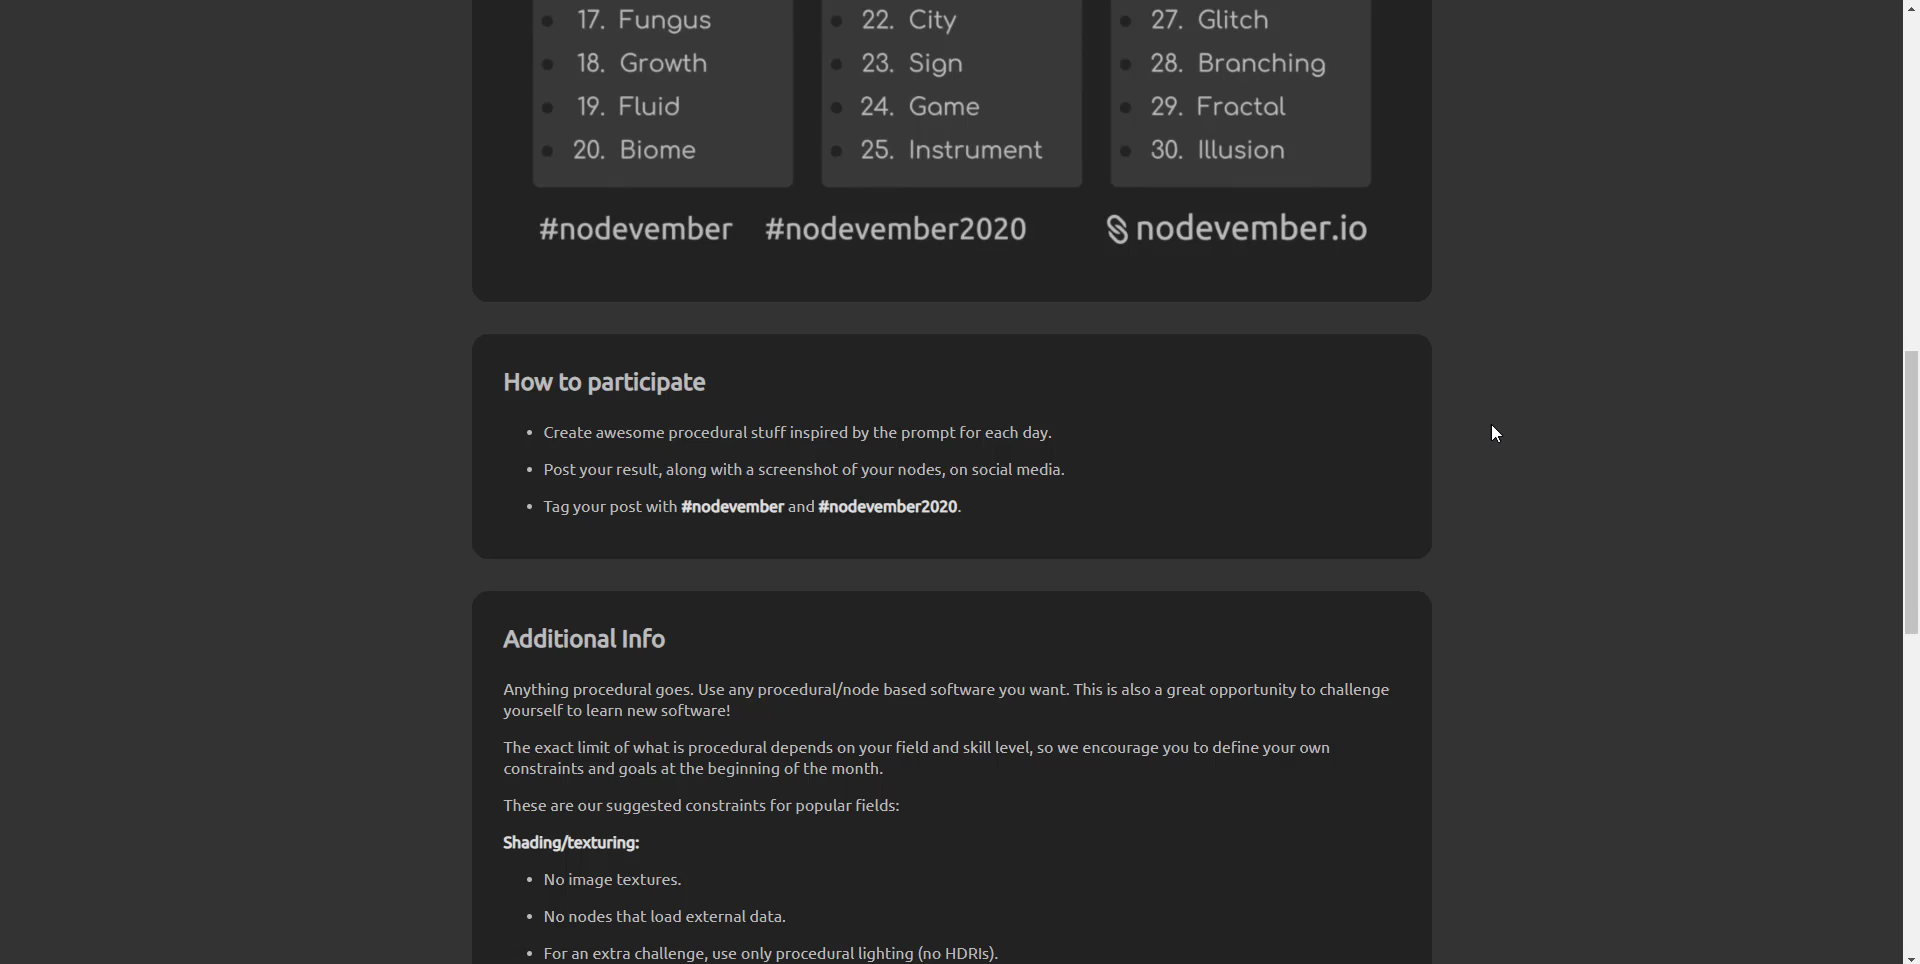 17. Fungus
18. Growth
19. Fluid
20. Biome
22. City
23. Sign
24. Game
25. Instrument
27. Glitch
28. Branching
29. Fractal
30. Illusion
#nodevember #nodevember2020 nodevember.io
How to participate
• Create awesome procedural stuff inspired by the prompt for each day.
• Post your result, along with a screenshot of your nodes, on social media.
• Tag your post with #nodevember and #nodevember2020.
Additional Info
Anything procedural goes. Use any procedural/node based software you want. This is also a great opportunity to challenge
yourself to learn new software!
The exact limit of what is procedural depends on your field and skill level, so we encourage you to define your own
constraints and goals at the beginning of the month.
These are our suggested constraints for popular fields:
Shading/texturing:
• No image textures.
• No nodes that load external data.
• For an extra challenge, use only procedural lighting (no HDRIs).